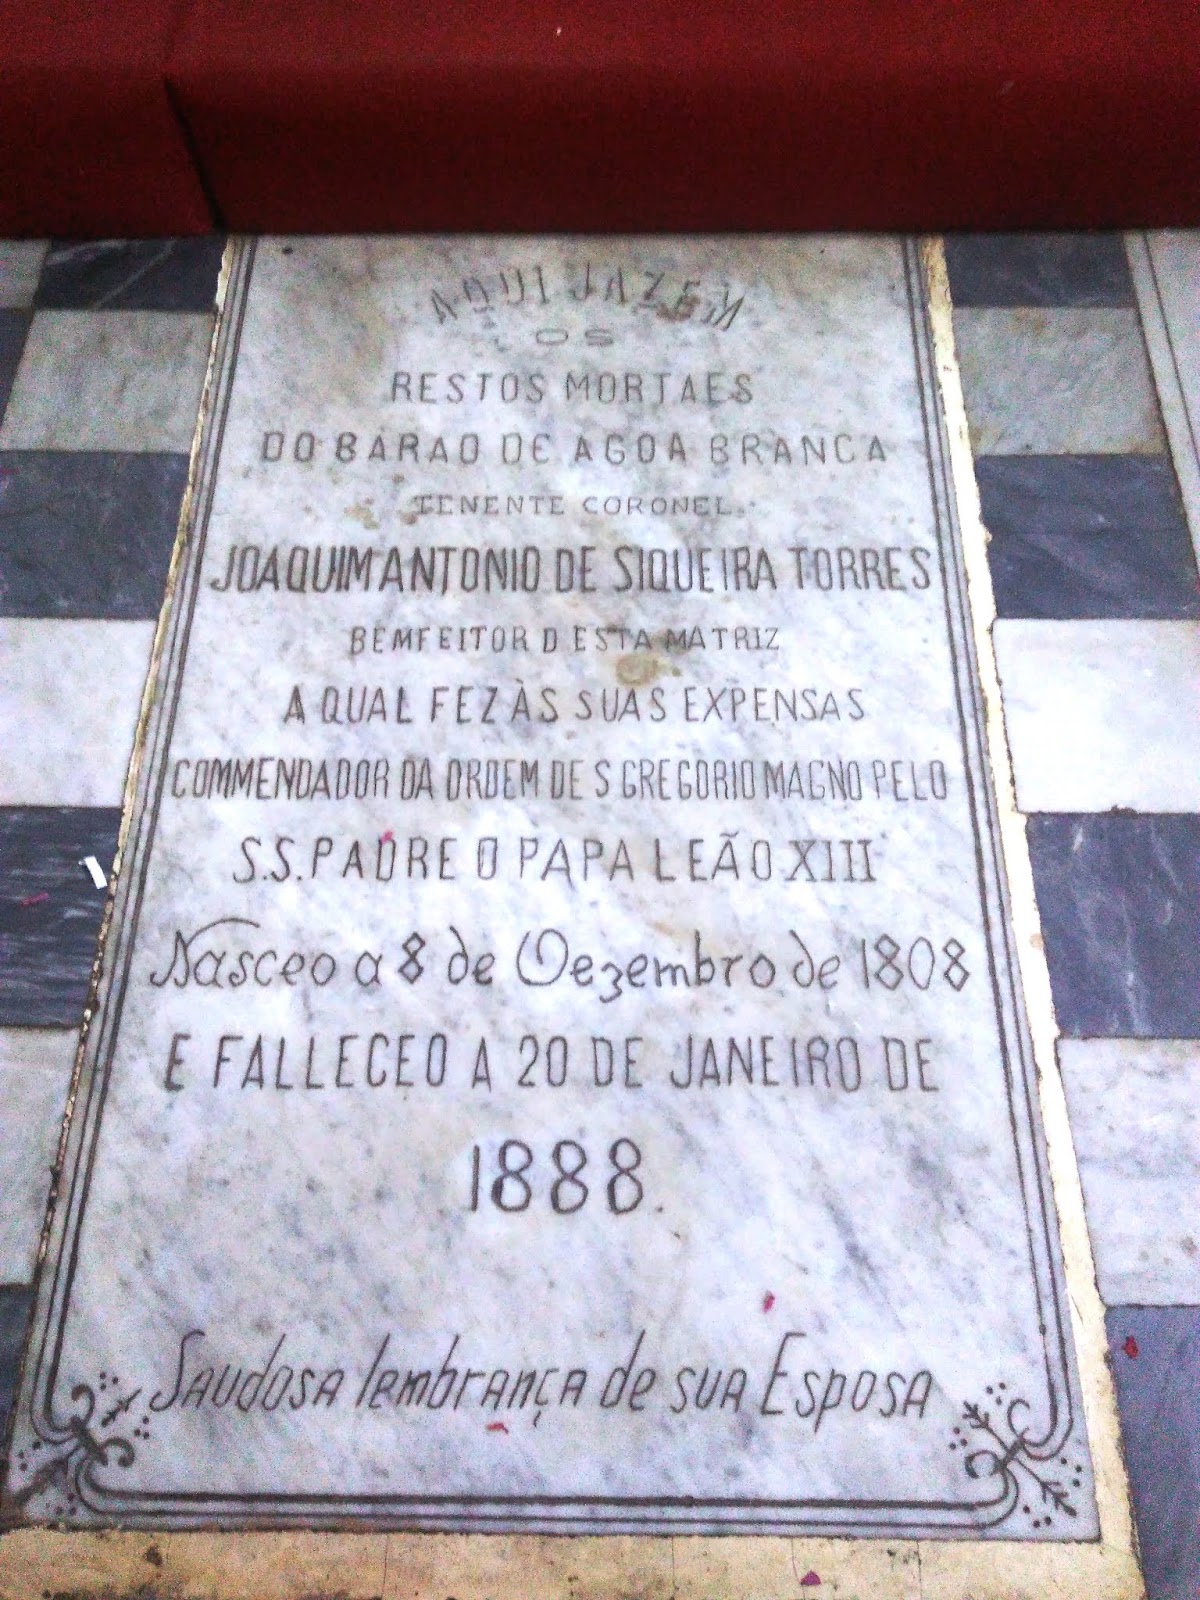 AQUI JAZEM
OS
RESTOS MORTAES
DO BARAO DE AGOA BRANCA
TENENTE CORONEL.
JOAQUIM ANTONIO DE SIQUEIRA TORRES
BEMFEITOR D ESTA MATRIZ
A QUAL FEZ ÀS SUAS EXPENSAS
COMMENDADOR DA ORDEM DE S GREGORIO MAGNO PELO
S.S. PADRE O PAPA LEÃO XIII
Nasceo a 8 de Dezembro de 1808
E FALLECEO A 20 DE JANEIRO DE
1888.
Saudosa lembrança de sua Esposa